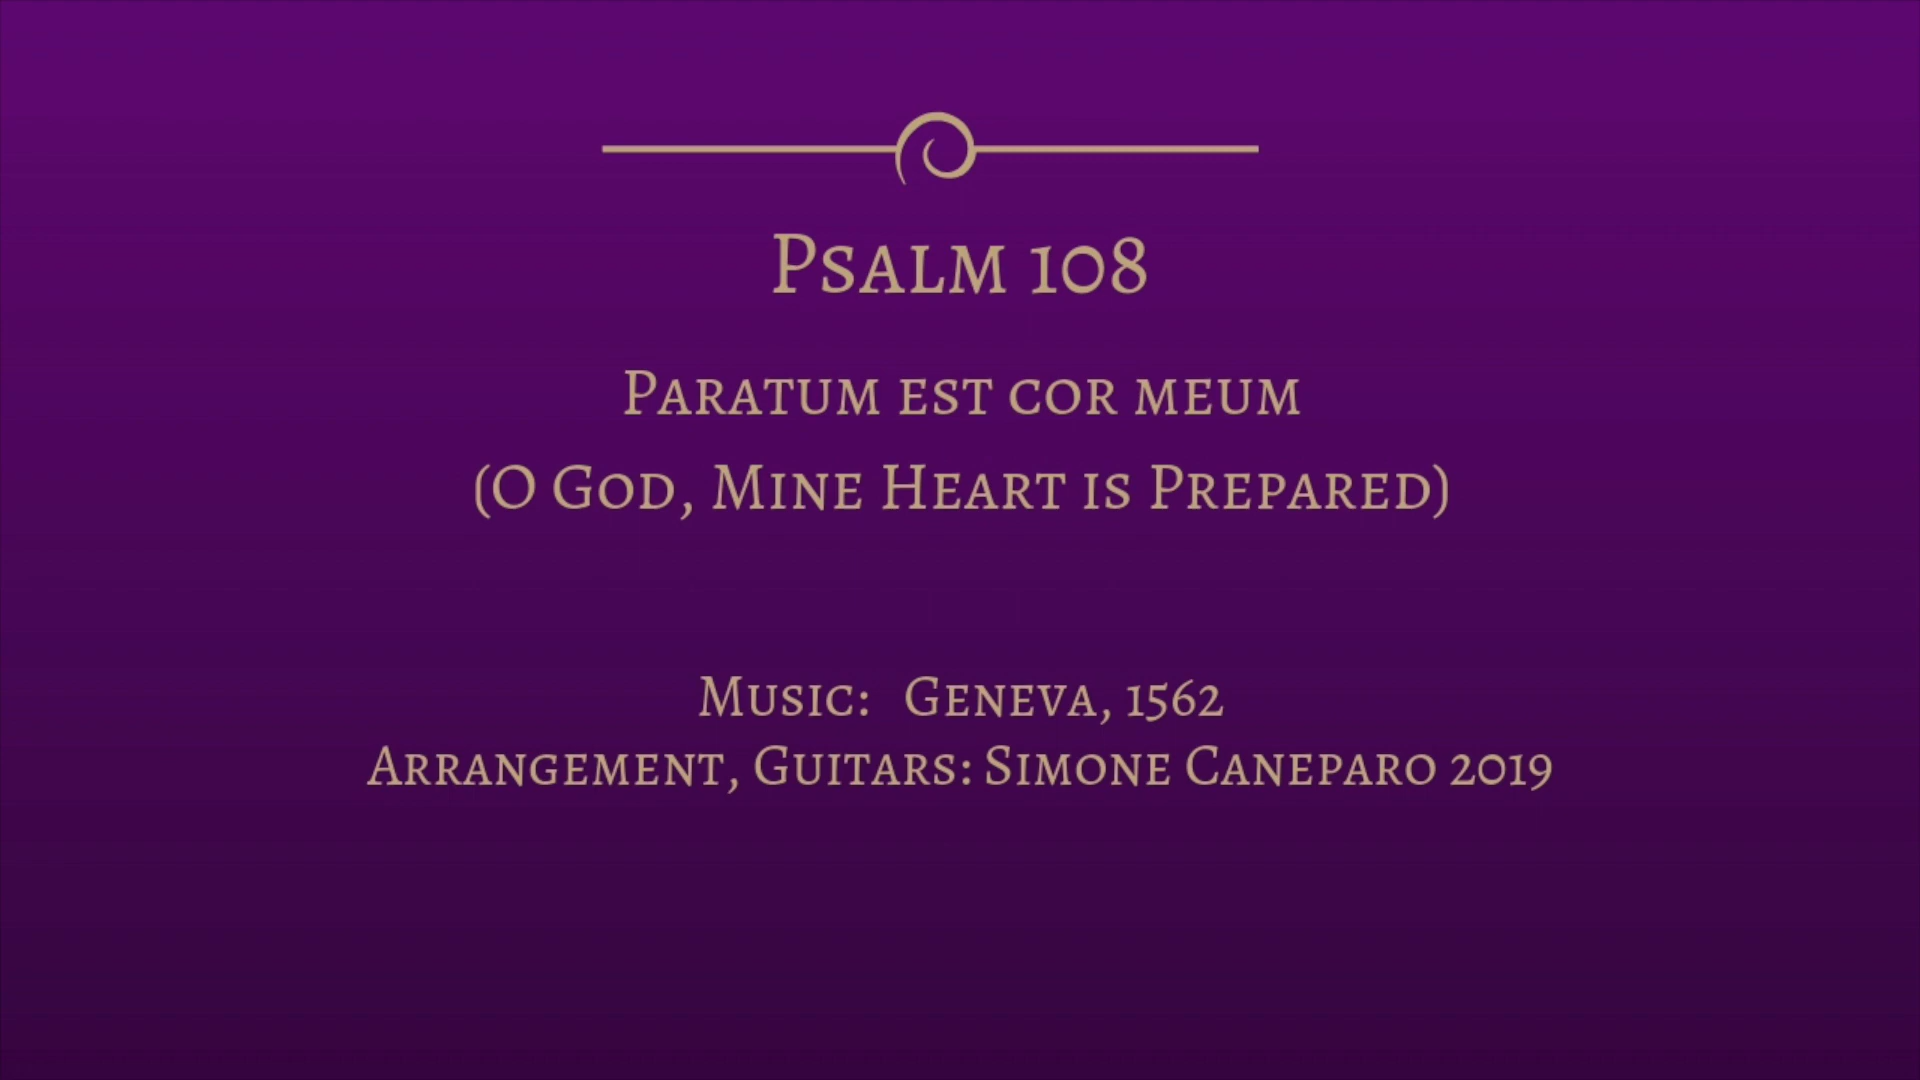 Psalm 108
Paratum est cor meum
(O God, Mine Heart is Prepared)
Music: Geneva, 1562
Arrangement, Guitars: Simone Caneparo 2019